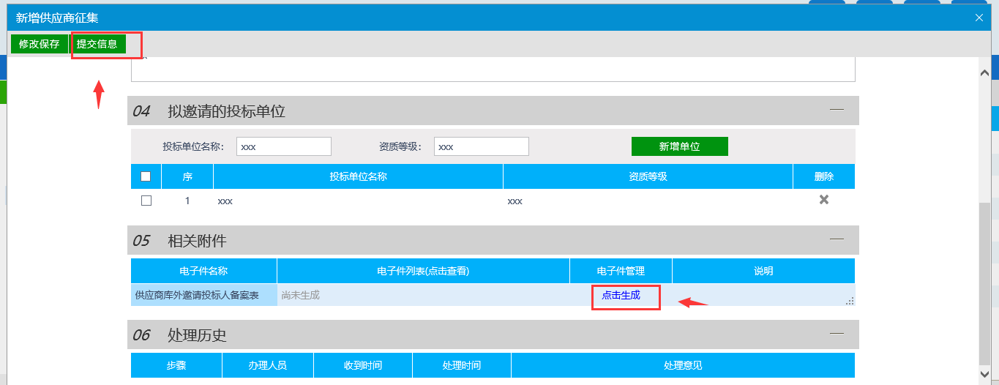 新增供应商征集
修改保存 提交信息
04 拟邀请的投标单位
投标单位名称: xxx 资质等级: xxx 新增单位
序 投标单位名称 资质等级 删除
1 xxx xxx
05 相关附件
电子件名称 电子件列表(点击查看) 电子件管理 说明
供应商库外邀请投标人备案表 尚未生成 点击生成
06 处理历史
步骤 办理人员 收到时间 处理时间 处理意见